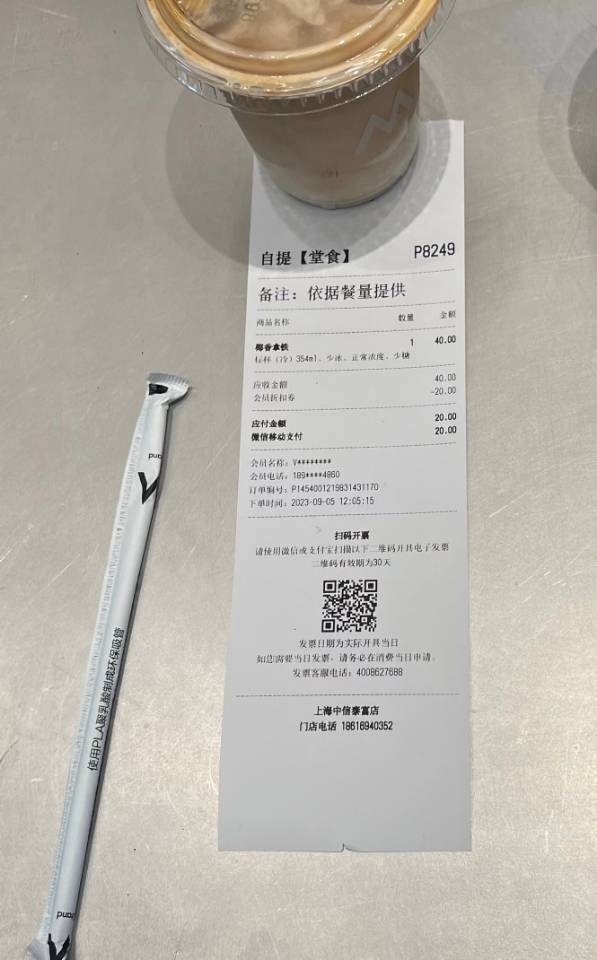 自提【堂食】 P8249
备注：依据餐量提供
商品名称 数量 金额
椰香拿铁 1 40.00
标杯（冷）354ml、少冰、正常浓度、少糖
应收金额 40.00
会员折扣券 -20.00
应付金额 20.00
微信移动支付 20.00
会员名称：V********
会员电话：189****4860
订单编号：P1454001219831431170
下单时间：2023-09-05 12:05:15
扫码开票
请使用微信或支付宝扫描以下二维码开具电子发票
二维码有效期为30天
发票日期为实际开具当日
如您需要当日发票，请务必在消费当日申请。
发票客服电话：4008627688
上海中信泰富店
门店电话 18616940352
使用PLA聚乳酸制成环保吸管